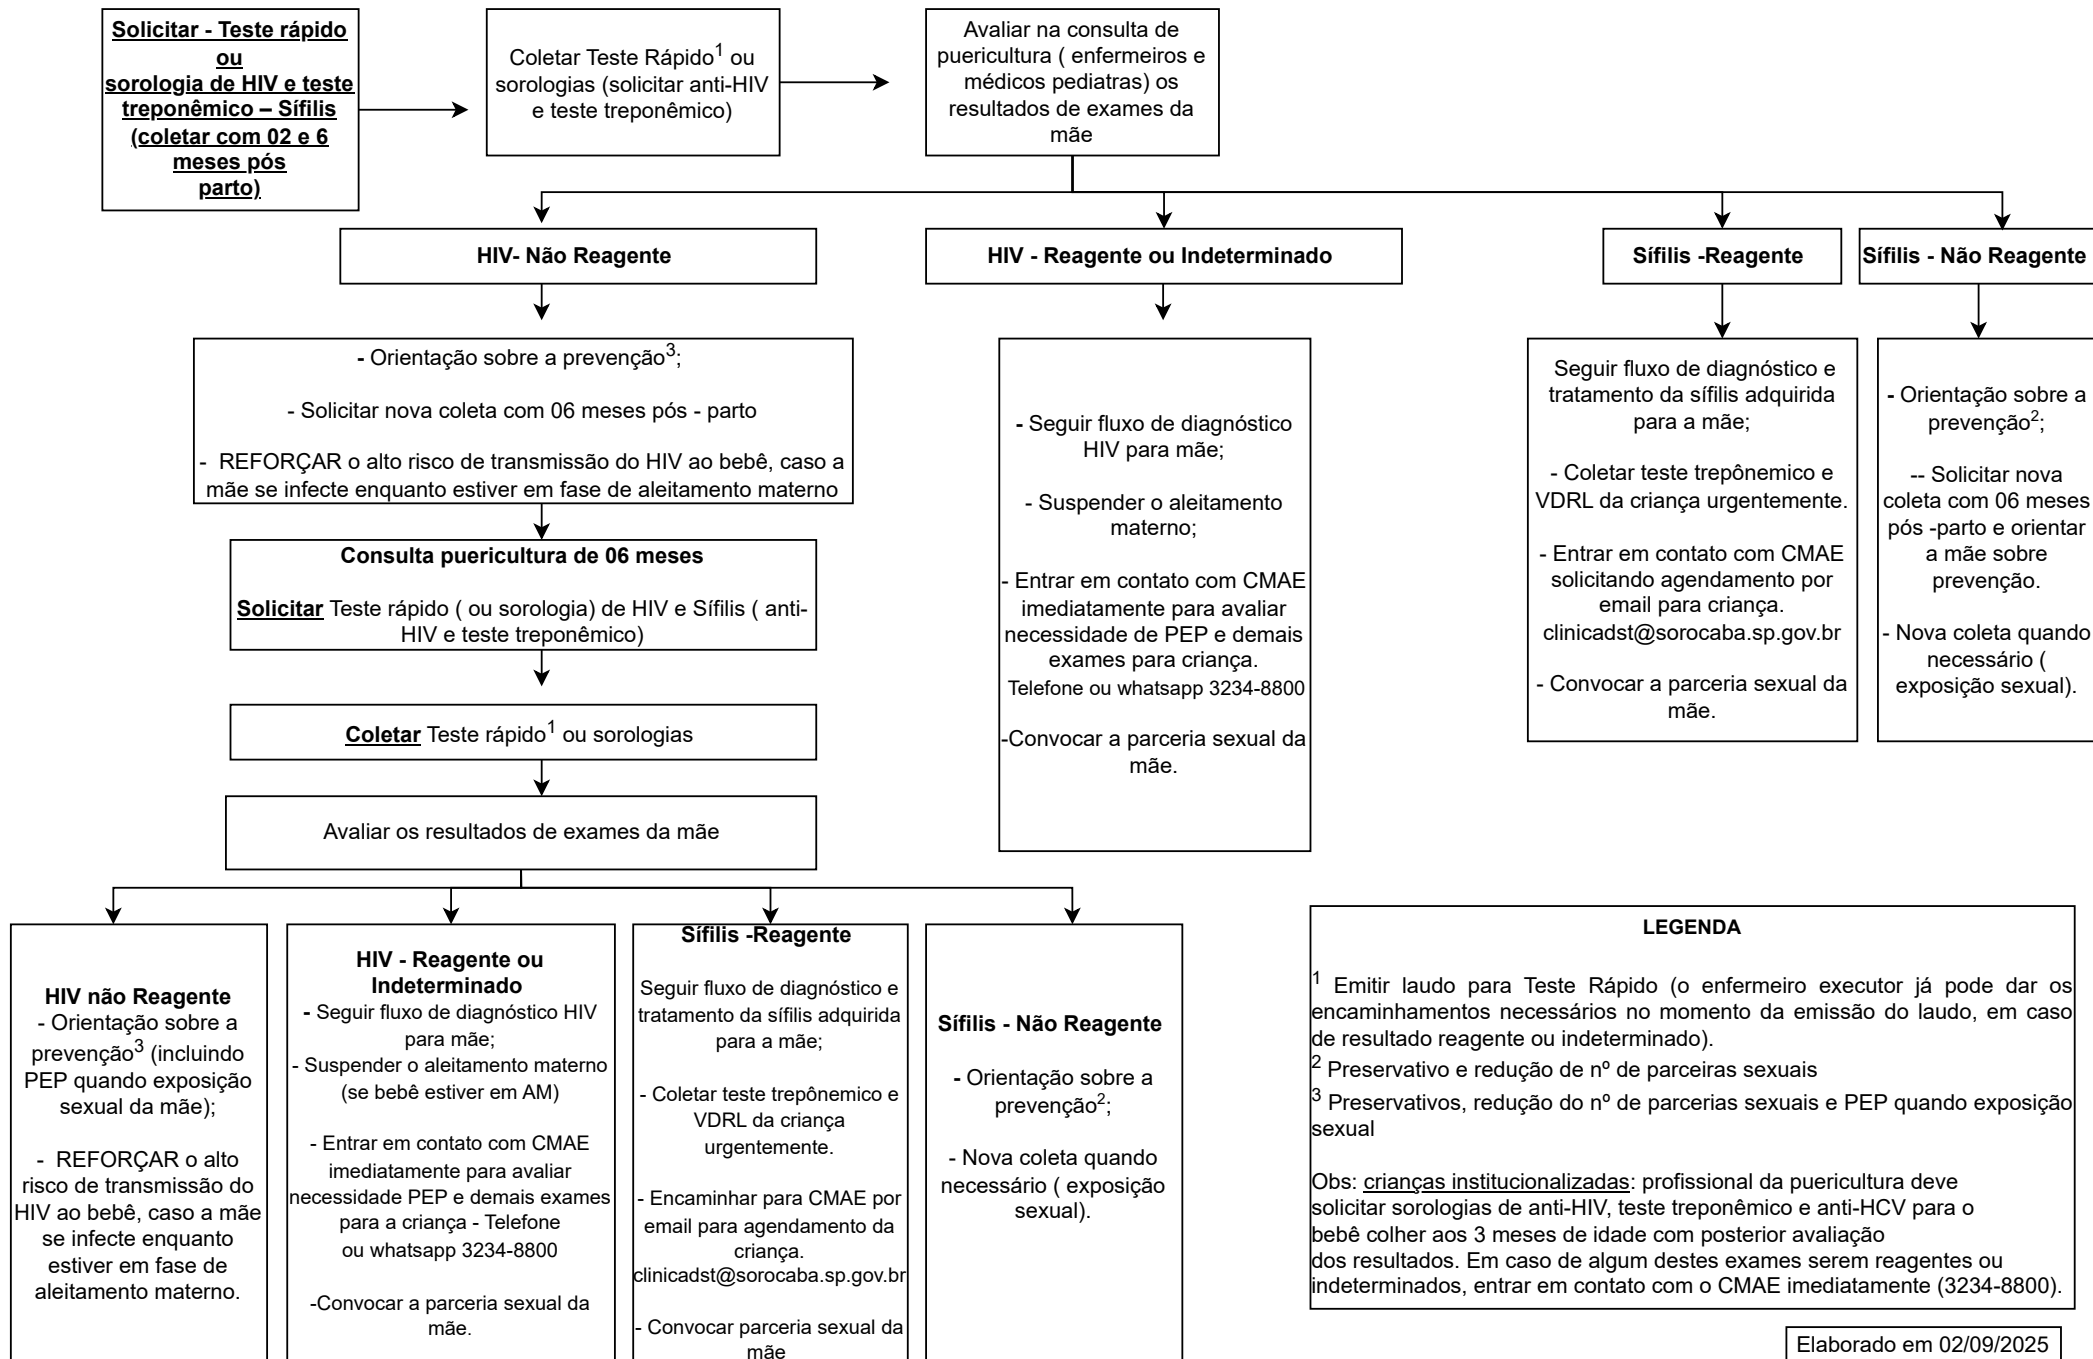 Solicitar - Teste rápido
ou
sorologia de HIV e teste
treponêmico – Sífilis
(coletar com 02 e 6
meses pós
parto)
Coletar Teste Rápido1 ou
sorologias (solicitar anti-HIV
e teste treponêmico)
Avaliar na consulta de
puericultura ( enfermeiros e
médicos pediatras) os
resultados de exames da
mãe
HIV- Não Reagente
HIV - Reagente ou Indeterminado
Sífilis -Reagente
Sífilis - Não Reagente
- Orientação sobre a prevenção3;
- Solicitar nova coleta com 06 meses pós - parto
- REFORÇAR o alto risco de transmissão do HIV ao bebê, caso a
mãe se infecte enquanto estiver em fase de aleitamento materno
- Seguir fluxo de diagnóstico
HIV para mãe;
- Suspender o aleitamento
materno;
- Entrar em contato com CMAE
imediatamente para avaliar
necessidade de PEP e demais
exames para criança.
Telefone ou whatsapp 3234-8800
-Convocar a parceria sexual da
mãe.
Seguir fluxo de diagnóstico e
tratamento da sífilis adquirida
para a mãe;
- Coletar teste trepônemico e
VDRL da criança urgentemente.
- Entrar em contato com CMAE
solicitando agendamento por
email para criança.
clinicadst@sorocaba.sp.gov.br
- Convocar a parceria sexual da
mãe.
- Orientação sobre a
prevenção2;
-- Solicitar nova
coleta com 06 meses
pós -parto e orientar
a mãe sobre
prevenção.
- Nova coleta quando
necessário (
exposição sexual).
Consulta puericultura de 06 meses
Solicitar Teste rápido ( ou sorologia) de HIV e Sífilis ( anti-
HIV e teste treponêmico)
Coletar Teste rápido1 ou sorologias
Avaliar os resultados de exames da mãe
HIV não Reagente
- Orientação sobre a
prevenção3 (incluindo
PEP quando exposição
sexual da mãe);
- REFORÇAR o alto
risco de transmissão do
HIV ao bebê, caso a mãe
se infecte enquanto
estiver em fase de
aleitamento materno.
HIV - Reagente ou
Indeterminado
- Seguir fluxo de diagnóstico HIV
para mãe;
- Suspender o aleitamento materno
(se bebê estiver em AM)
- Entrar em contato com CMAE
imediatamente para avaliar
necessidade PEP e demais exames
para a criança - Telefone
ou whatsapp 3234-8800
-Convocar a parceria sexual da
mãe.
Sífilis -Reagente
Seguir fluxo de diagnóstico e
tratamento da sífilis adquirida
para a mãe;
- Coletar teste trepônemico e
VDRL da criança
urgentemente.
- Encaminhar para CMAE por
email para agendamento da
criança.
clinicadst@sorocaba.sp.gov.br
- Convocar parceria sexual da
mãe
Sífilis - Não Reagente
- Orientação sobre a
prevenção2;
- Nova coleta quando
necessário ( exposição
sexual).
LEGENDA
1 Emitir laudo para Teste Rápido (o enfermeiro executor já pode dar os
encaminhamentos necessários no momento da emissão do laudo, em caso
de resultado reagente ou indeterminado).
2 Preservativo e redução de nº de parceiras sexuais
3 Preservativos, redução do nº de parcerias sexuais e PEP quando exposição
sexual
Obs: crianças institucionalizadas: profissional da puericultura deve
solicitar sorologias de anti-HIV, teste treponêmico e anti-HCV para o
bebê colher aos 3 meses de idade com posterior avaliação
dos resultados. Em caso de algum destes exames serem reagentes ou
indeterminados, entrar em contato com o CMAE imediatamente (3234-8800).
Elaborado em 02/09/2025